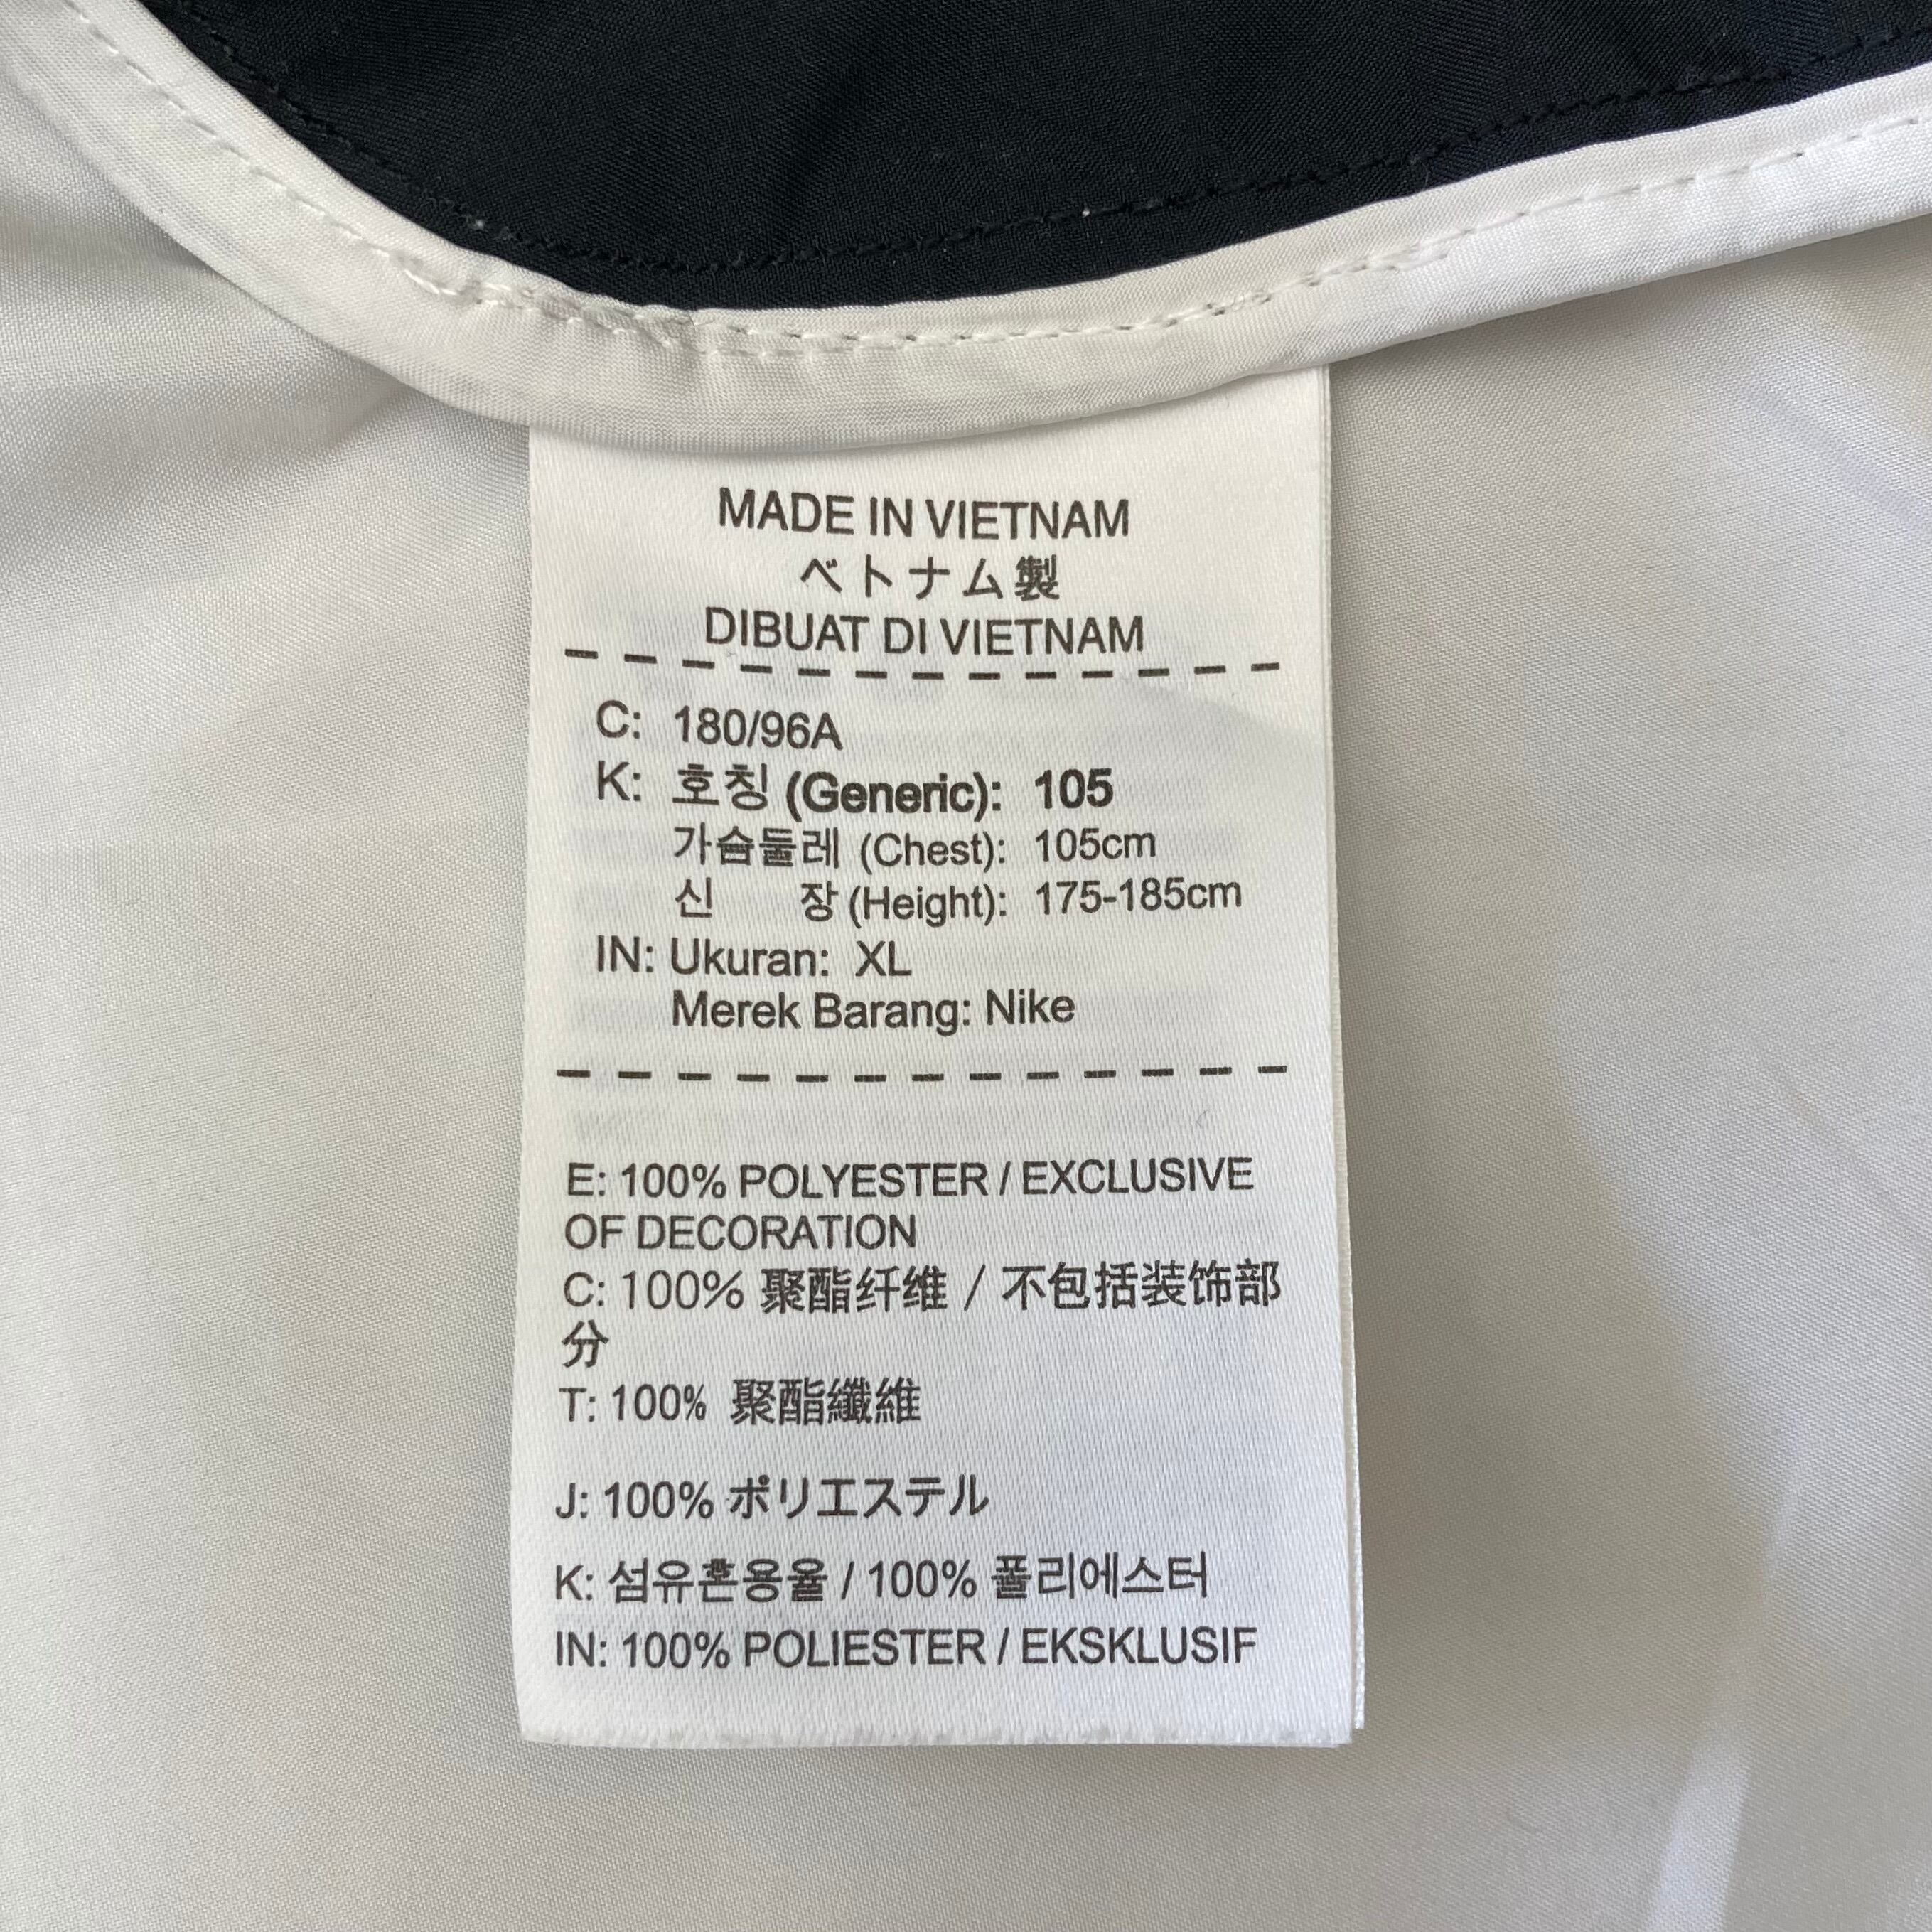 MADE IN VIETNAM
ベトナム製
DIBUAT DI VIETNAM
C: 180/96A
K: 호칭 (Generic): 105
가슴둘레 (Chest): 105cm
신 장 (Height): 175-185cm
IN: Ukuran: XL
Merek Barang: Nike
E: 100% POLYESTER / EXCLUSIVE
OF DECORATION
C: 100% 聚酯纤维 / 不包括装饰部
分
T: 100% 聚酯纖維
J: 100% ポリエステル
K: 섬유혼용율 / 100% 폴리에스터
IN: 100% POLIESTER / EKSKLUSIF